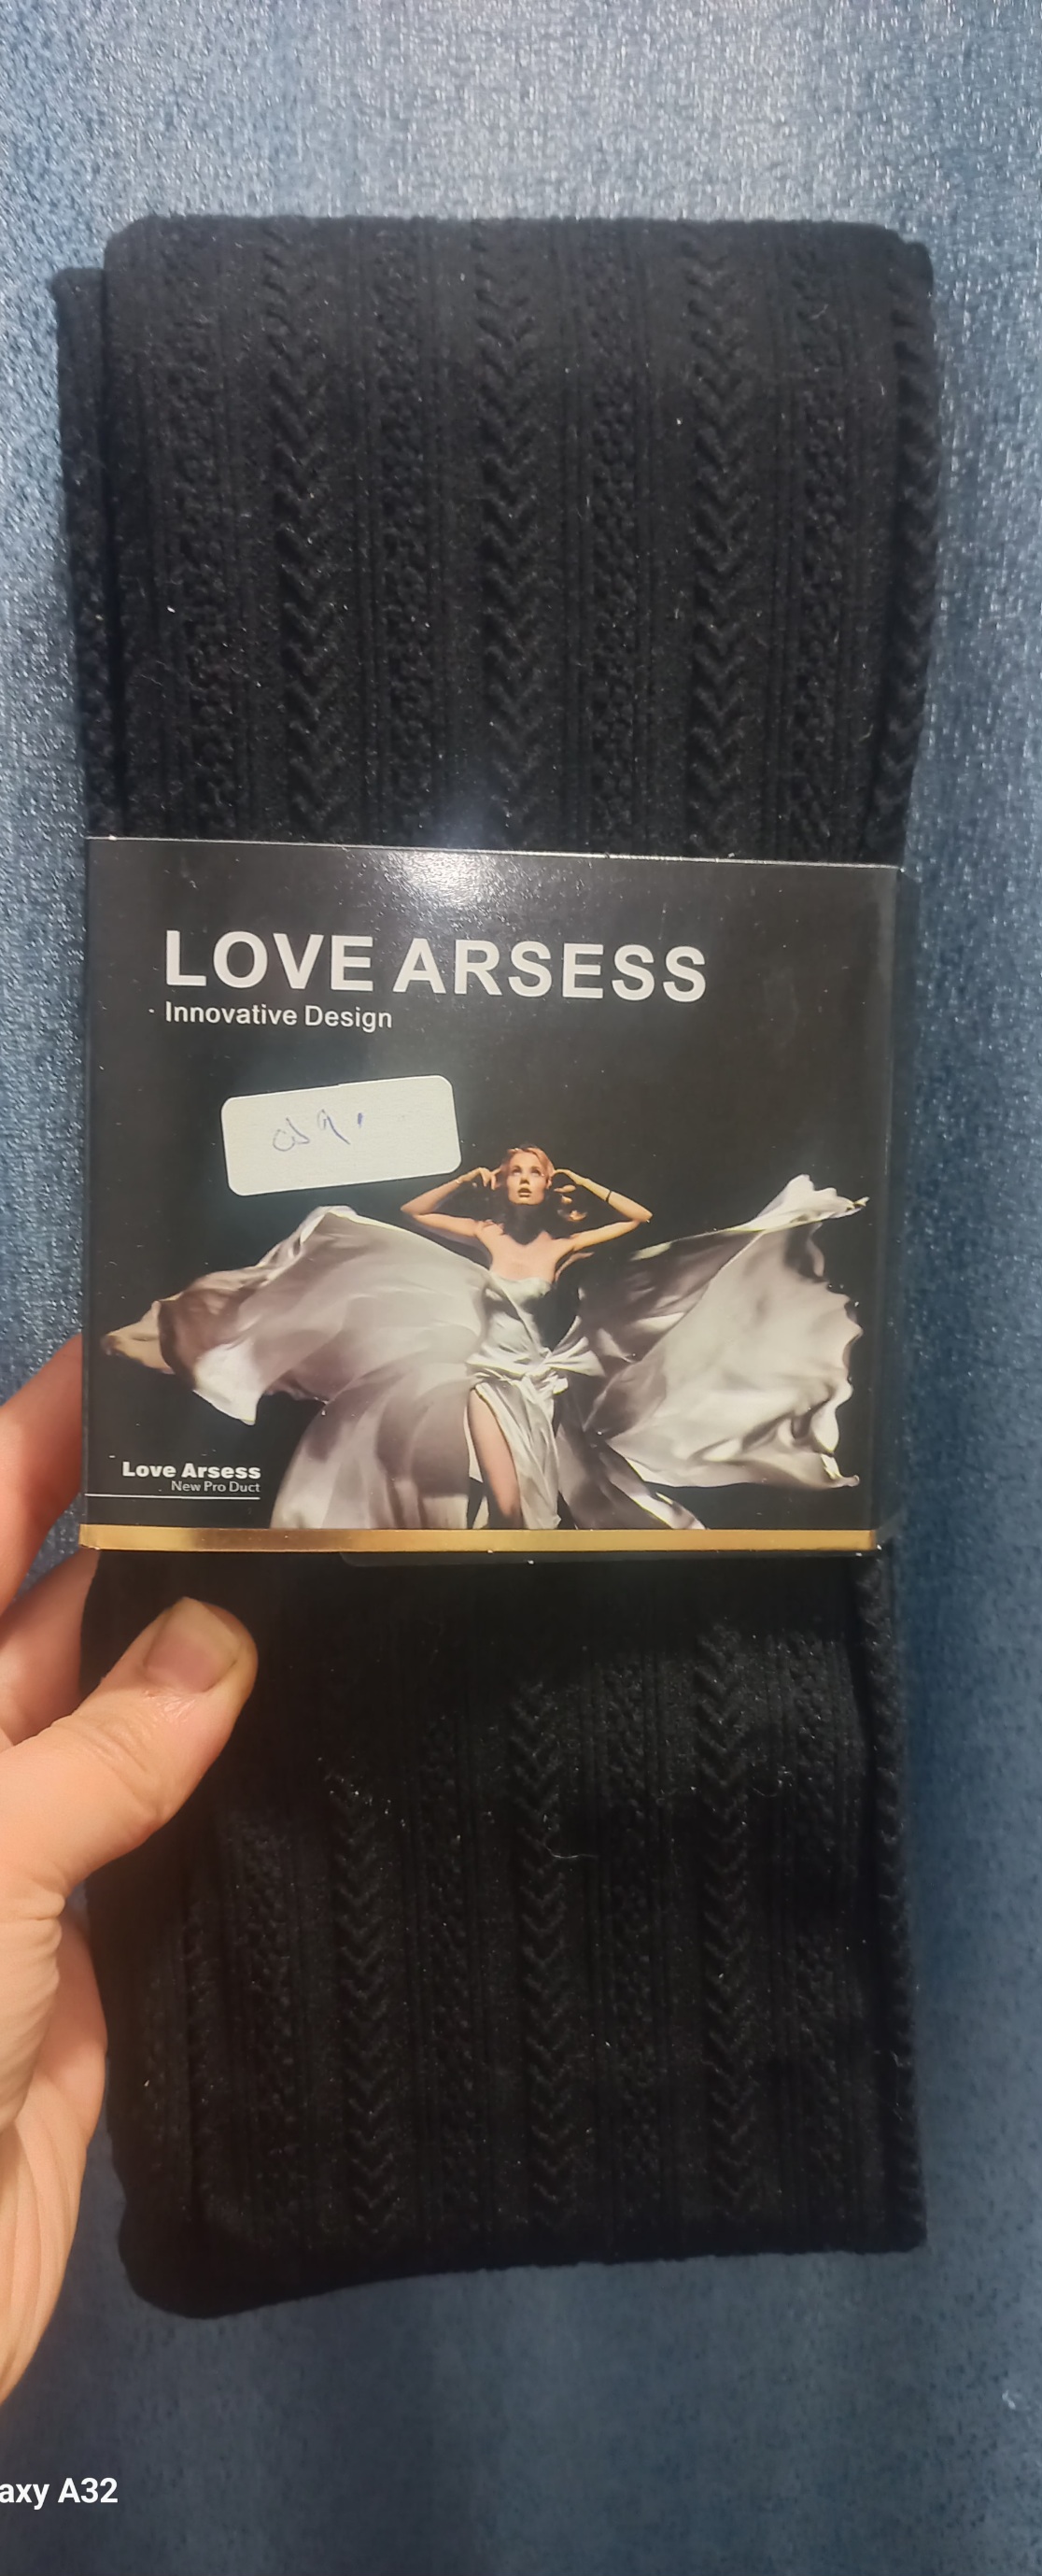 LOVE ARSESS
Innovative Design
Love Arsess
New Pro Duct
axy A32